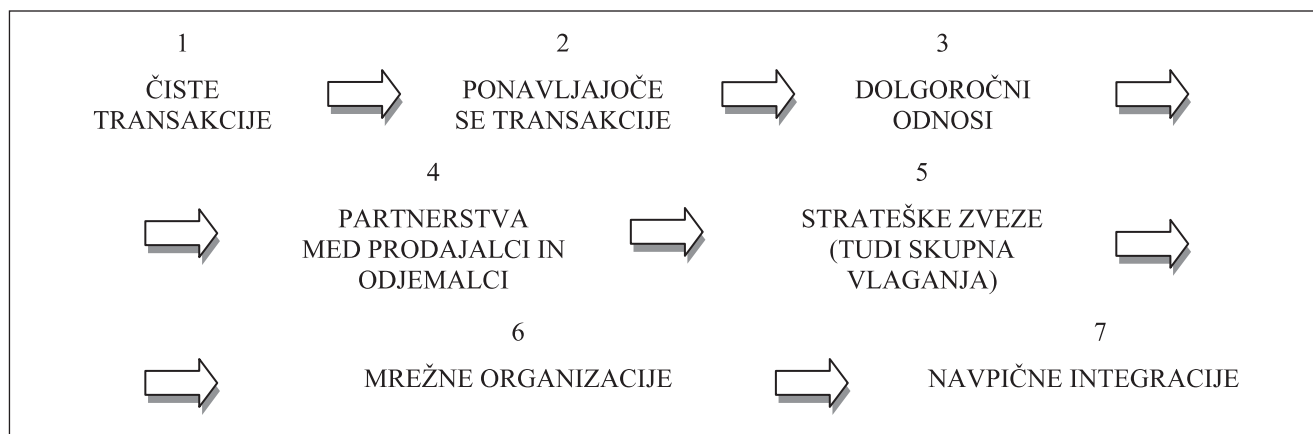 1
ČISTE
TRANSAKCIJE
2
PONAVLJAJOČE
SE TRANSAKCIJE
3
DOLGOROČNI
ODNOSI
4
PARTNERSTVA
MED PRODAJALCI IN
ODJEMALCI
5
STRATEŠKE ZVEZE
(TUDI SKUPNA
VLAGANJA)
6
MREŽNE ORGANIZACIJE
7
NAVPIČNE INTEGRACIJE